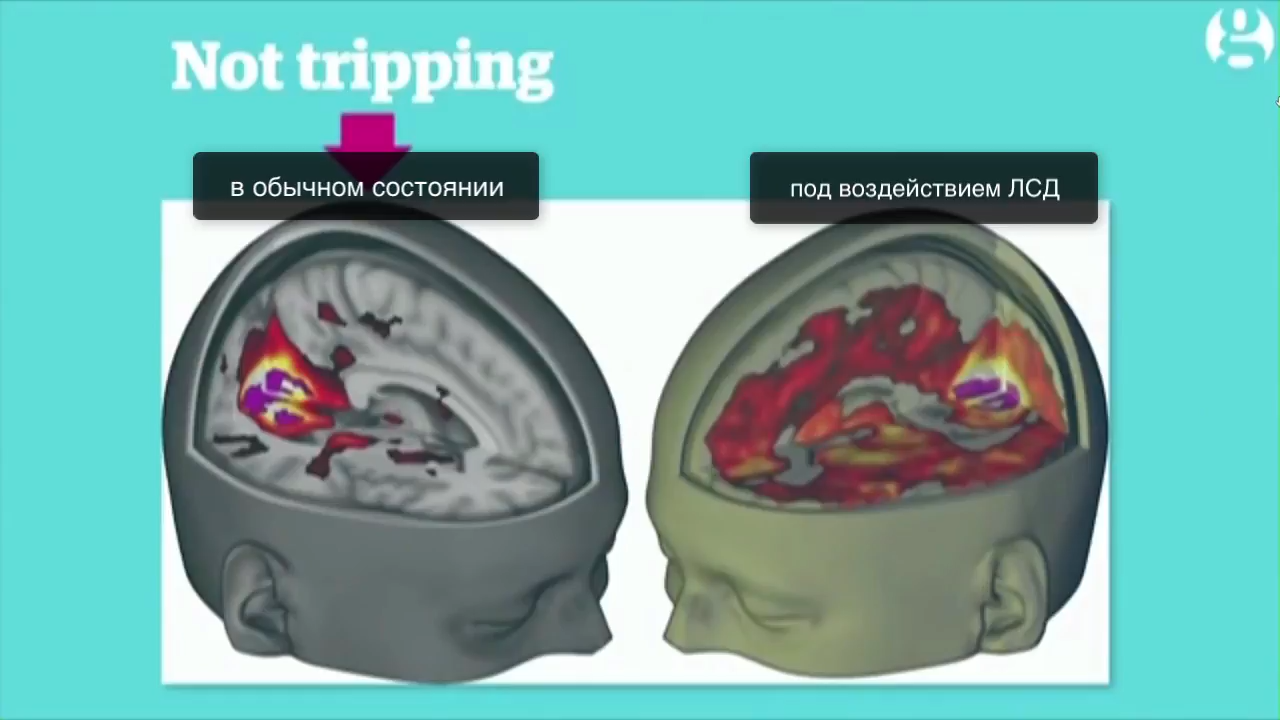 Not tripping
в обычном состоянии
под воздействием ЛСД